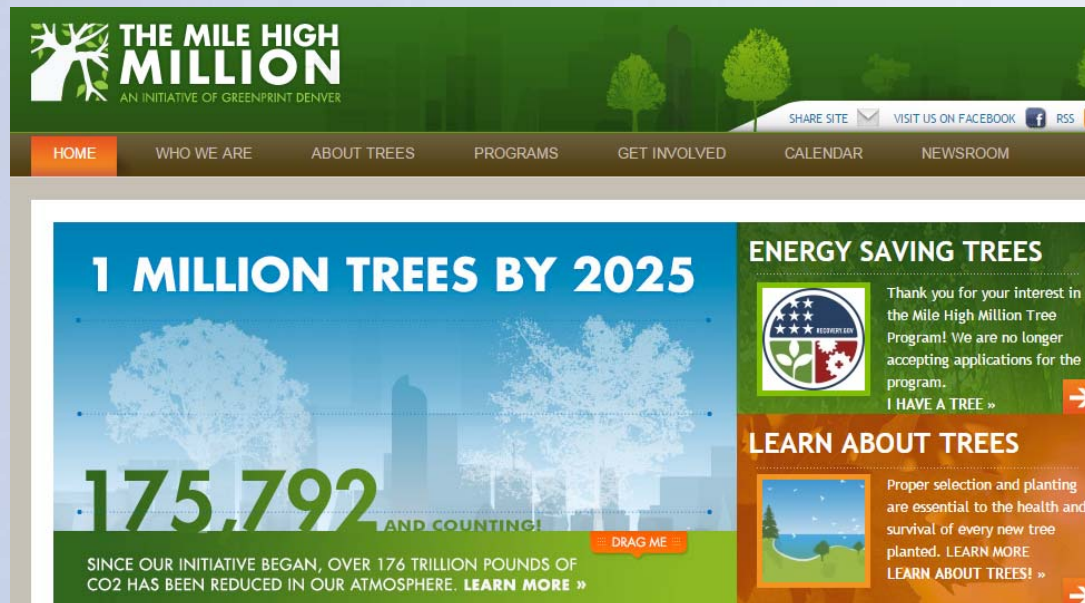 THE MILE HIGH
MILLION
AN INITIATIVE OF GREENPRINT DENVER
SHARE SITE VISIT US ON FACEBOOK f RSS
HOME WHO WE ARE ABOUT TREES PROGRAMS GET INVOLVED CALENDAR NEWSROOM
1 MILLION TREES BY 2025
175,792 AND COUNTING!
DRAG ME
SINCE OUR INITIATIVE BEGAN, OVER 176 TRILLION POUNDS OF
CO2 HAS BEEN REDUCED IN OUR ATMOSPHERE. LEARN MORE »
ENERGY SAVING TREES
RECOVERY.GOV
Thank you for your interest in
the Mile High Million Tree
Program! We are no longer
accepting applications for the
program.
I HAVE A TREE »
LEARN ABOUT TREES
Proper selection and planting
are essential to the health and
survival of every new tree
planted. LEARN MORE
LEARN ABOUT TREES! »